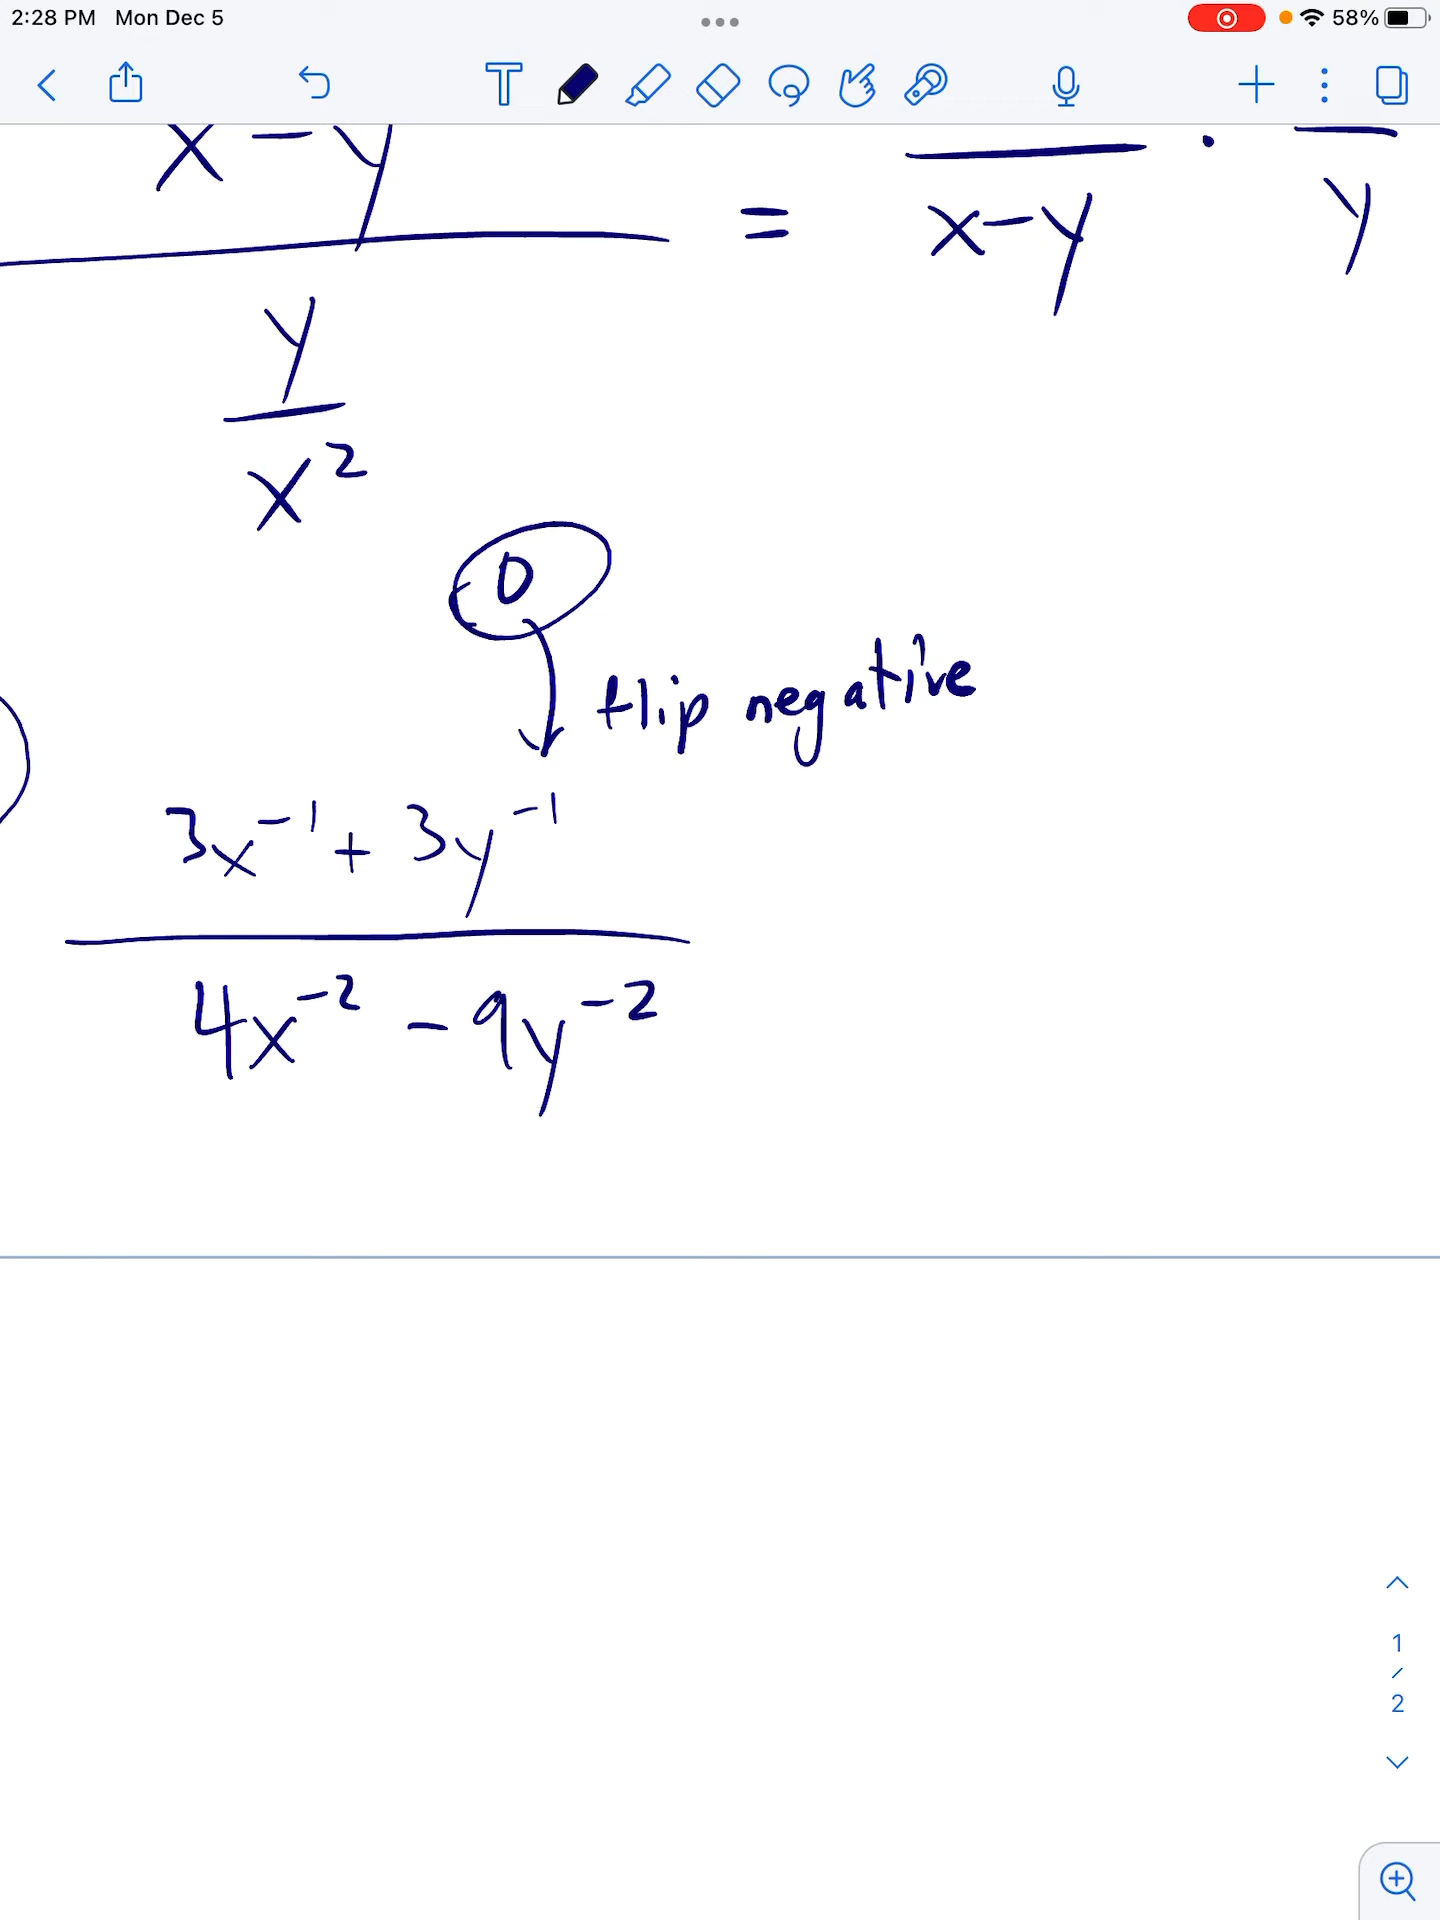 2:28 PM Mon Dec 5
58%
x - y
y
x²
=
x-y
·
y
0
flip negative
3x⁻¹ + 3y⁻¹
4x⁻² - 9y⁻²
1
/
2